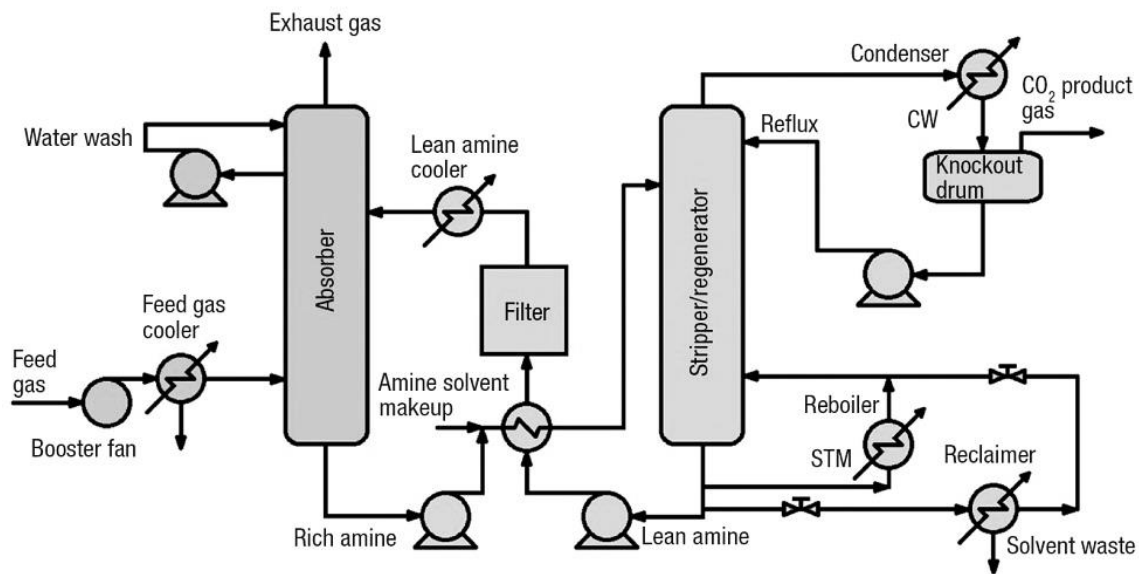 Exhaust gas
Condenser
CO₂ product
gas
Water wash
Lean amine
cooler
Reflux
CW
Knockout
drum
Absorber
Stripper/regenerator
Feed gas
cooler
Filter
Feed
gas
Amine solvent
makeup
Reboiler
Booster fan
STM
Reclaimer
Rich amine
Lean amine
Solvent waste